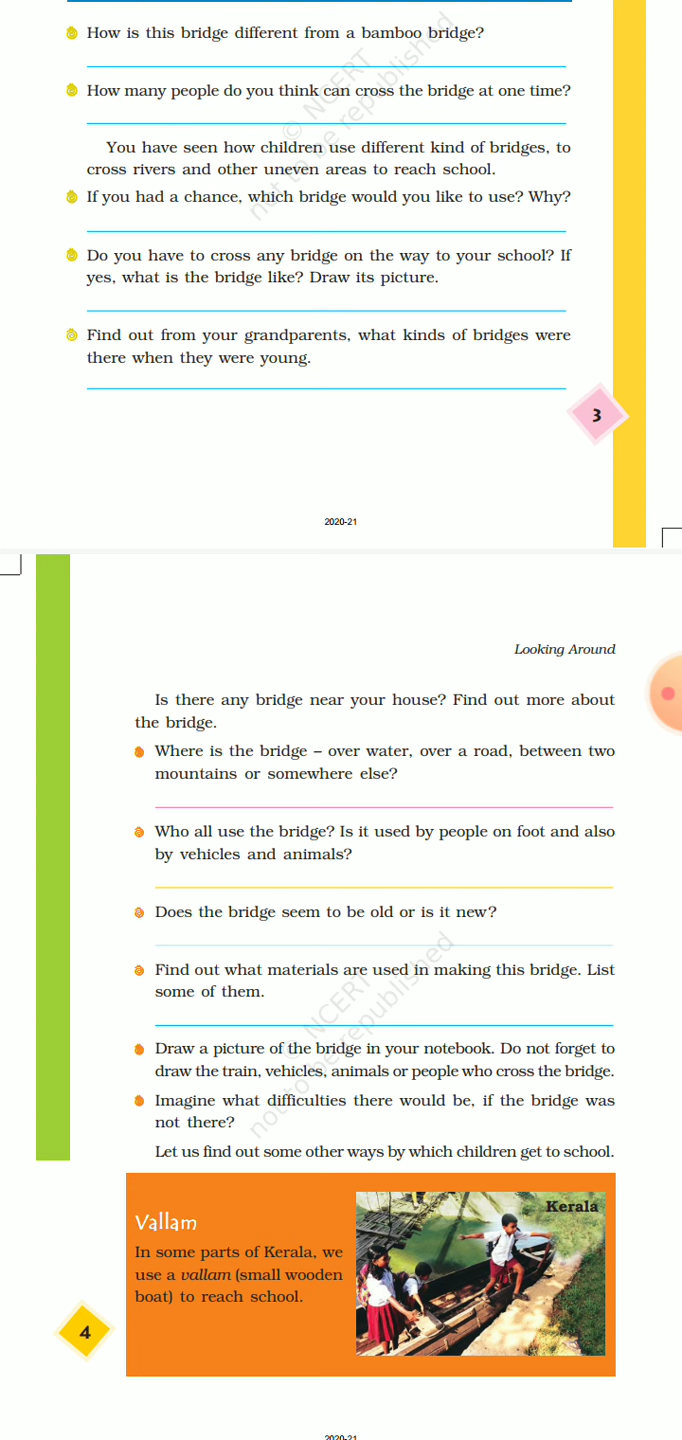 How is this bridge different from a bamboo bridge?
How many people do you think can cross the bridge at one time?
You have seen how children use different kind of bridges, to
cross rivers and other uneven areas to reach school.
If you had a chance, which bridge would you like to use? Why?
Do you have to cross any bridge on the way to your school? If
yes, what is the bridge like? Draw its picture.
Find out from your grandparents, what kinds of bridges were
there when they were young.
© NCERT
not to be republished
3
2020-21
Looking Around
Is there any bridge near your house? Find out more about
the bridge.
Where is the bridge – over water, over a road, between two
mountains or somewhere else?
Who all use the bridge? Is it used by people on foot and also
by vehicles and animals?
Does the bridge seem to be old or is it new?
Find out what materials are used in making this bridge. List
some of them.
Draw a picture of the bridge in your notebook. Do not forget to
draw the train, vehicles, animals or people who cross the bridge.
Imagine what difficulties there would be, if the bridge was
not there?
Let us find out some other ways by which children get to school.
© NCERT
not to be republished
Vallam
In some parts of Kerala, we
use a vallam (small wooden
boat) to reach school.
Kerala
4
2020-21